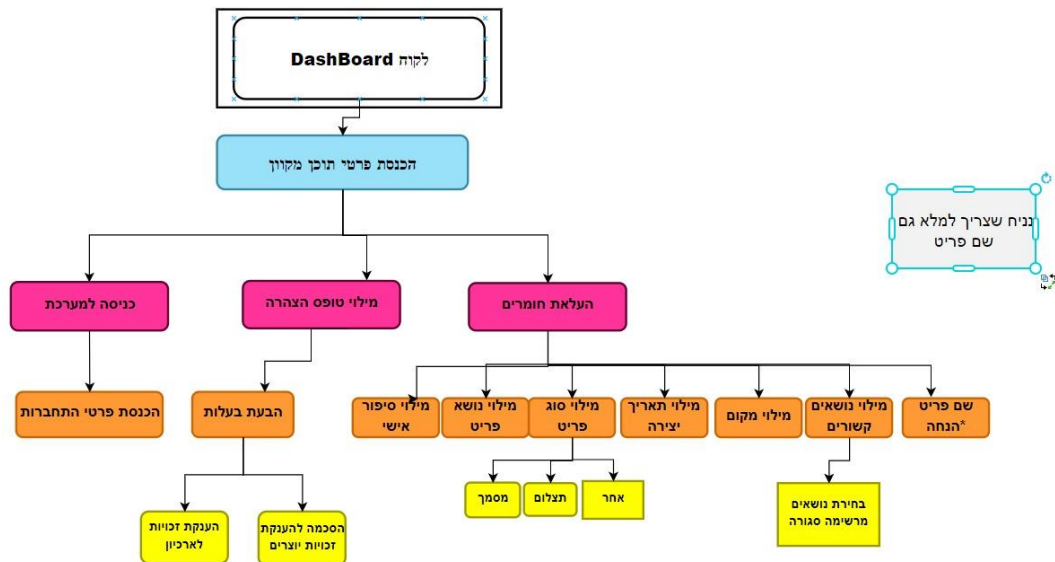 לקוח DashBoard
הכנסת פרטי תוכן מקוון
נניח שצריך למלא גם
שם פריט
כניסה למערכת
מילוי טופס הצהרה
העלאת חומרים
הכנסת פרטי התחברות
הבעת בעלות
מילוי סיפור
אישי
מילוי נושא
פריט
מילוי סוג
פריט
מילוי תאריך
יצירה
מילוי מקום
מילוי נושאים
קשורים
שם פריט
*הנחה
הענקת זכויות
לארכיון
הסכמה להענקת
זכויות יוצרים
מסמך
תצלום
אחר
בחירת נושאים
מרשימה סגורה